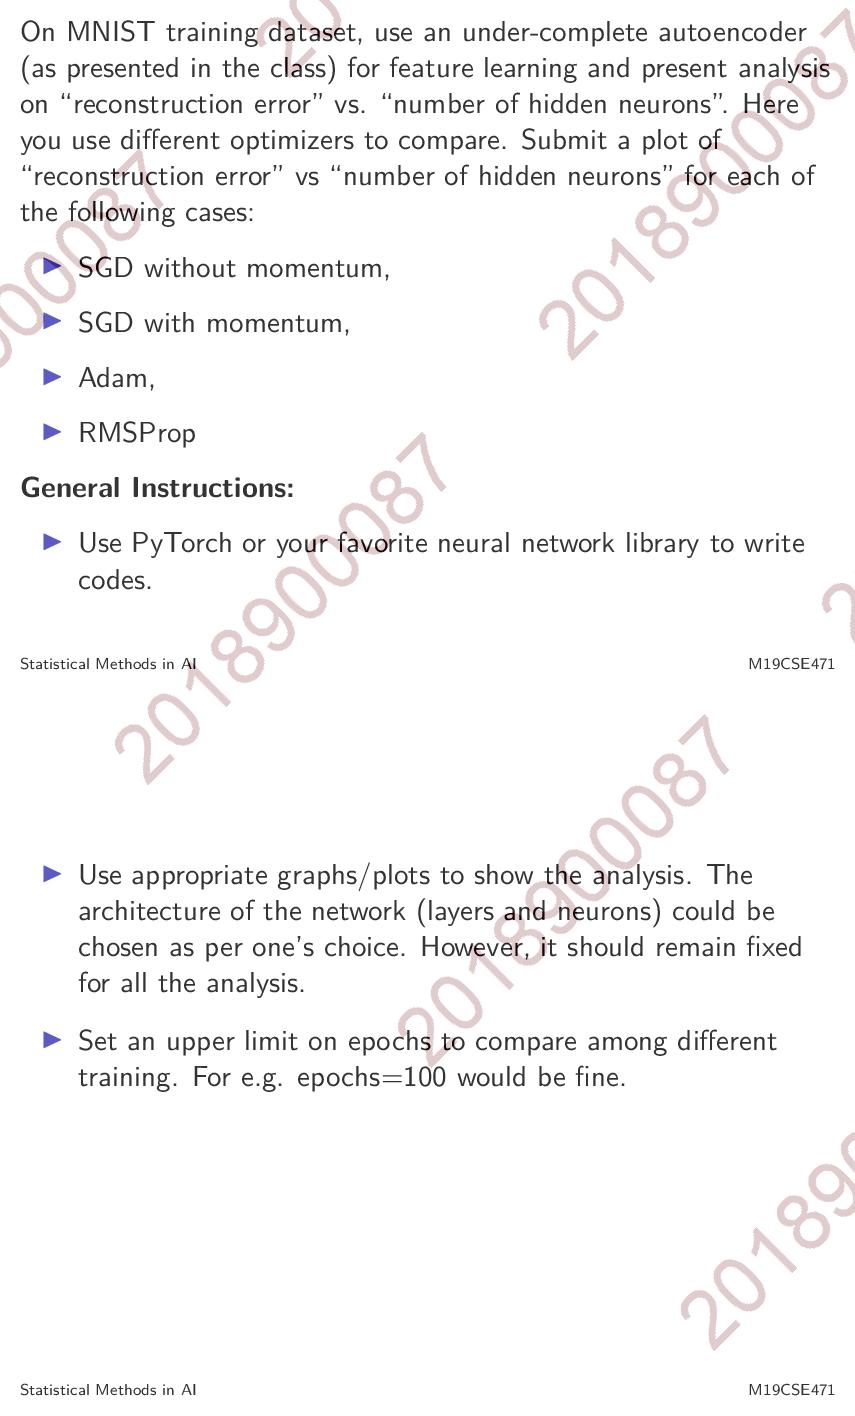 On MNIST training dataset, use an under-complete autoencoder
(as presented in the class) for feature learning and present analysis
on “reconstruction error” vs. “number of hidden neurons”. Here
you use different optimizers to compare. Submit a plot of
“reconstruction error” vs “number of hidden neurons” for each of
the following cases:
▶ SGD without momentum,
▶ SGD with momentum,
▶ Adam,
▶ RMSProp
General Instructions:
▶ Use PyTorch or your favorite neural network library to write
codes.
Statistical Methods in AI M19CSE471
▶ Use appropriate graphs/plots to show the analysis. The
architecture of the network (layers and neurons) could be
chosen as per one’s choice. However, it should remain fixed
for all the analysis.
▶ Set an upper limit on epochs to compare among different
training. For e.g. epochs=100 would be fine.
Statistical Methods in AI M19CSE471
20
2018900087
00087
2018900087
2
2018900087
20189